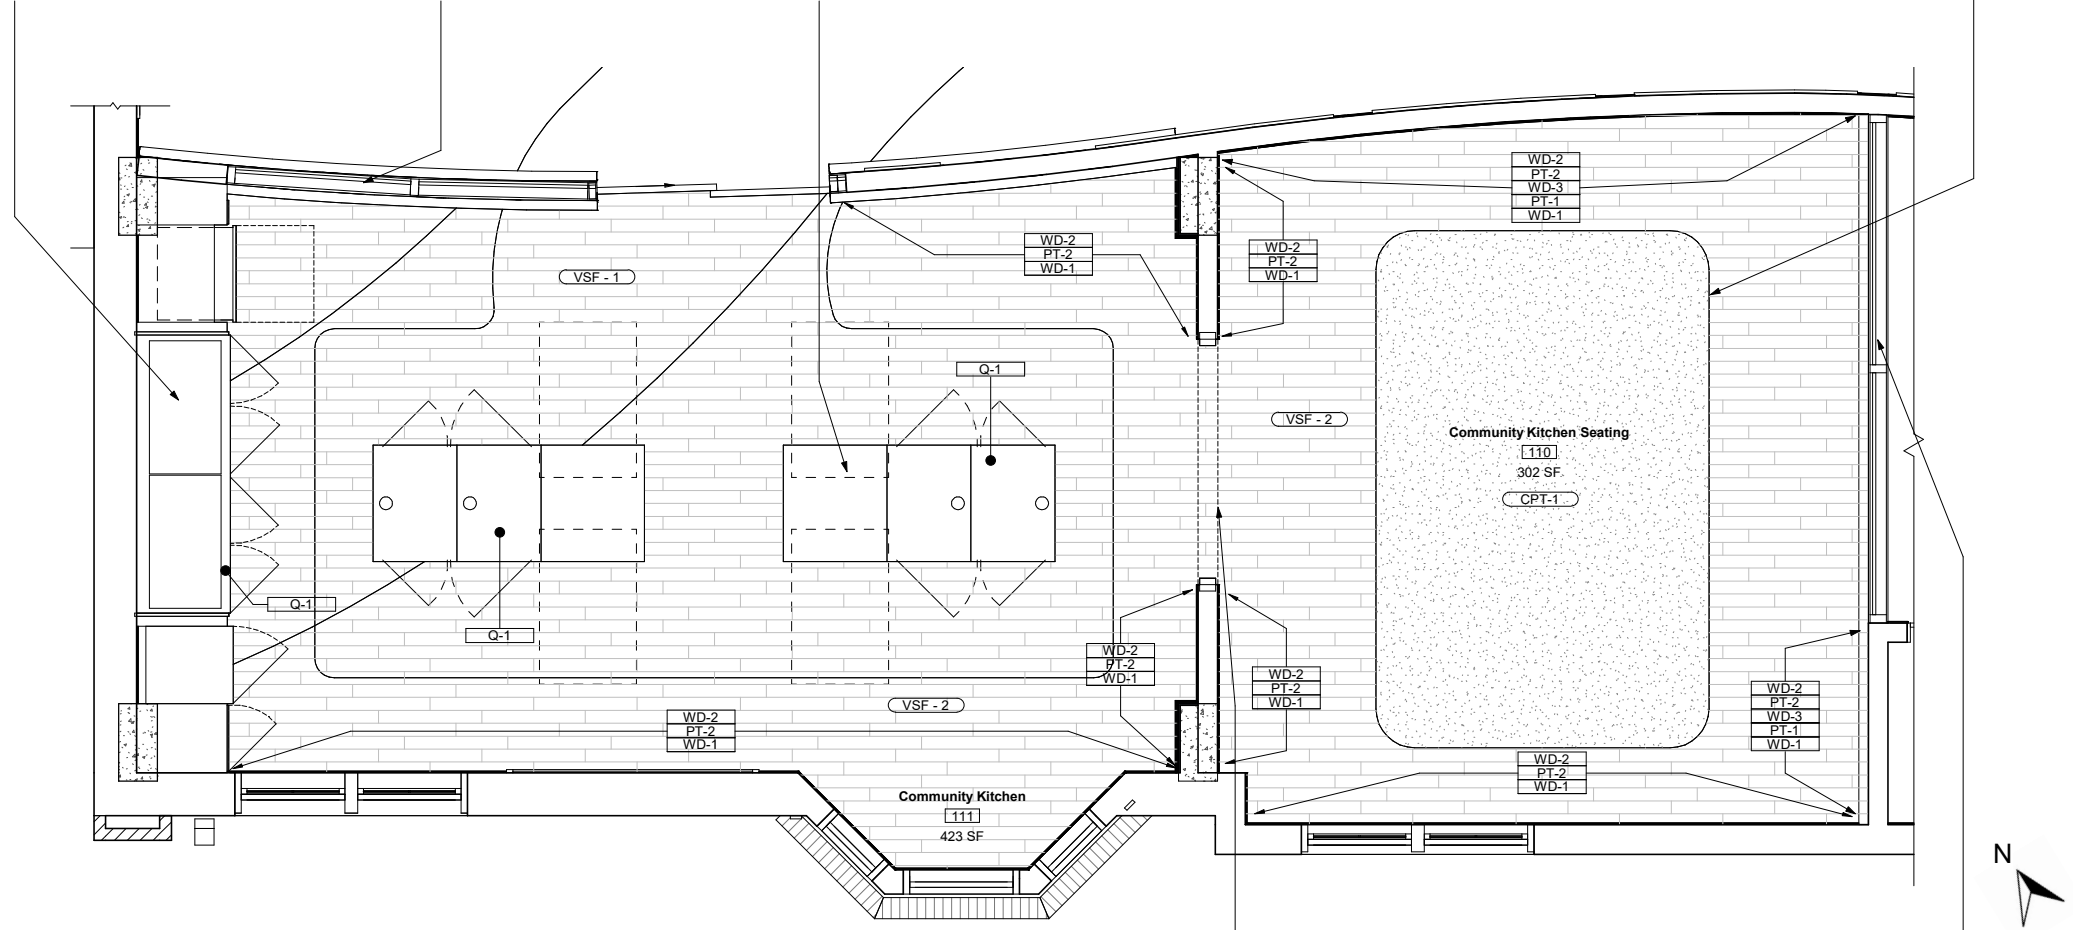 WD-2
PT-2
WD-3
PT-1
WD-1
WD-2
PT-2
WD-1
WD-2
PT-2
WD-1
VSF - 1
Q-1
VSF - 2
Community Kitchen Seating
110
302 SF
CPT-1
Q-1
Q-1
WD-2
PT-2
WD-1
WD-2
PT-2
WD-1
WD-2
PT-2
WD-3
PT-1
WD-1
VSF - 2
WD-2
PT-2
WD-1
WD-2
PT-2
WD-1
Community Kitchen
111
423 SF
N